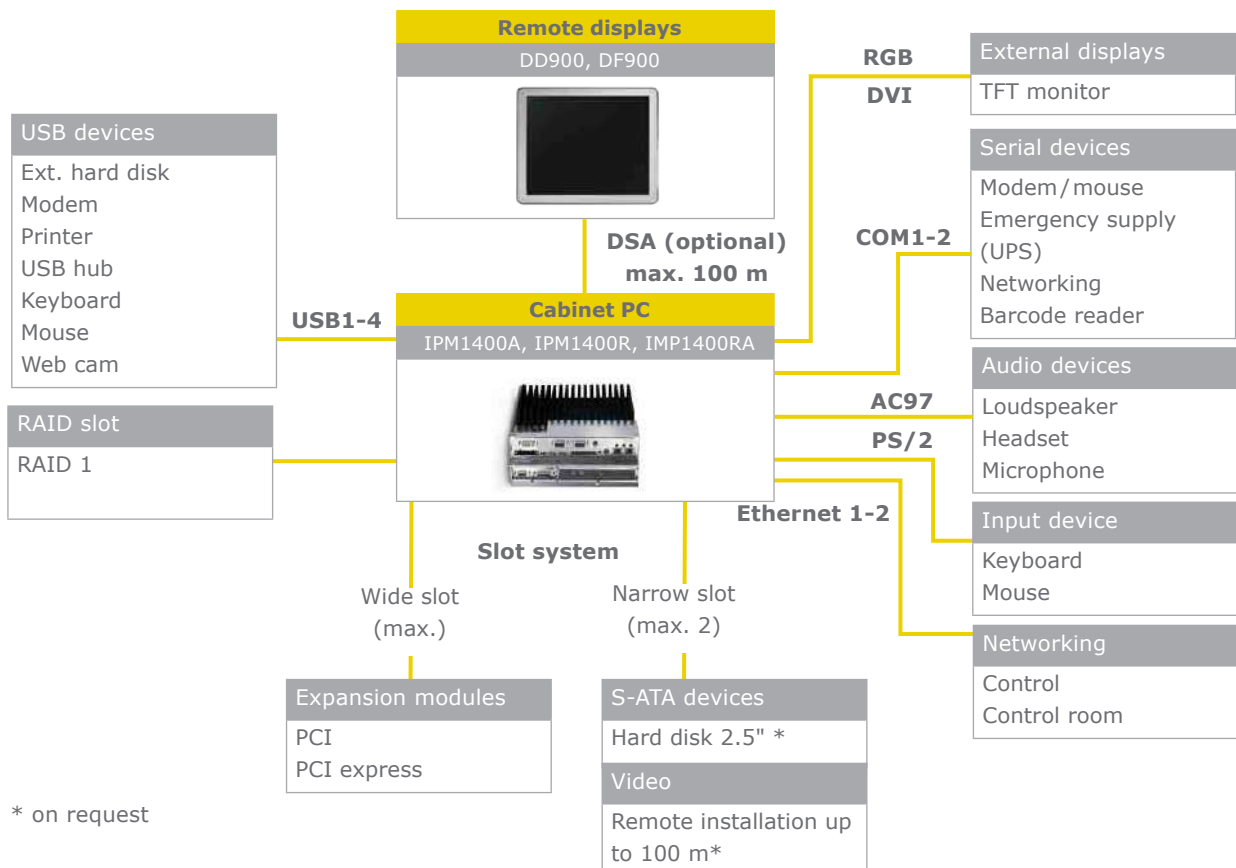 Remote displays
DD900, DF900
RGB
DVI
External displays
TFT monitor
USB devices
Ext. hard disk
Modem
Printer
USB hub
Keyboard
Mouse
Web cam
Serial devices
Modem/mouse
Emergency supply
(UPS)
Networking
Barcode reader
DSA (optional)
max. 100 m
COM1-2
USB1-4
Cabinet PC
IPM1400A, IPM1400R, IMP1400RA
Audio devices
Loudspeaker
Headset
Microphone
AC97
PS/2
RAID slot
RAID 1
Ethernet 1-2
Input device
Keyboard
Mouse
Slot system
Wide slot
(max.)
Narrow slot
(max. 2)
Networking
Control
Control room
Expansion modules
PCI
PCI express
S-ATA devices
Hard disk 2.5" *
Video
Remote installation up
to 100 m*
* on request